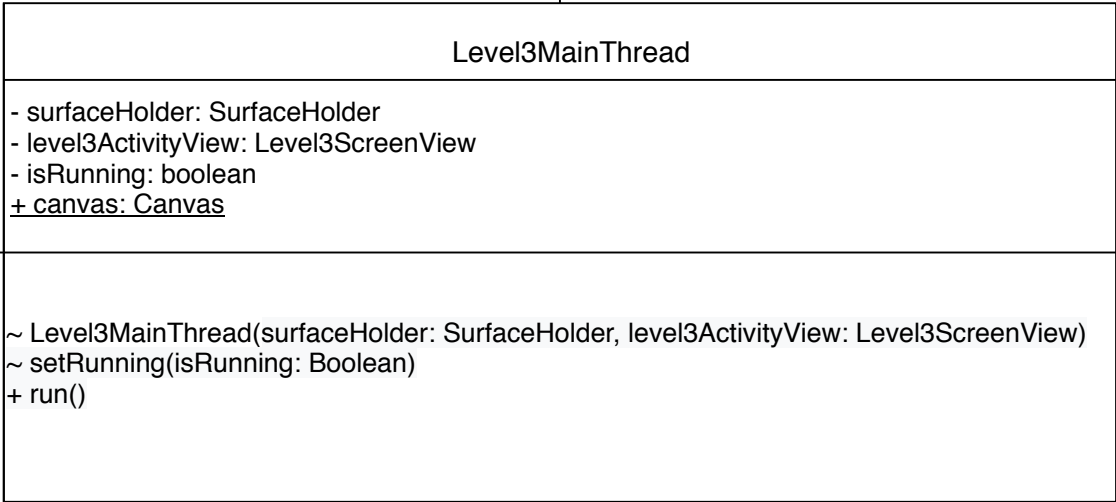 Level3MainThread
- surfaceHolder: SurfaceHolder
- level3ActivityView: Level3ScreenView
- isRunning: boolean
+ canvas: Canvas
~ Level3MainThread(surfaceHolder: SurfaceHolder, level3ActivityView: Level3ScreenView)
~ setRunning(isRunning: Boolean)
+ run()